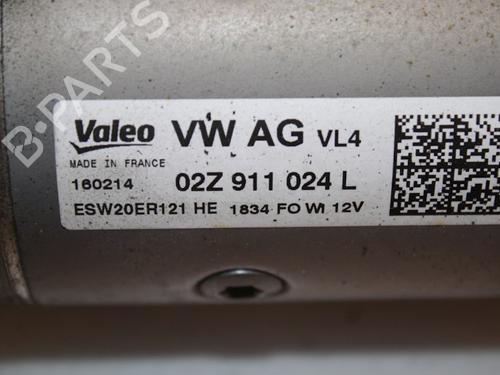 B-PARTS
Valeo VW AG VL4
MADE IN FRANCE
160214 02Z 911 024 L
ESW20ER121 HE 1834 FO WI 12V